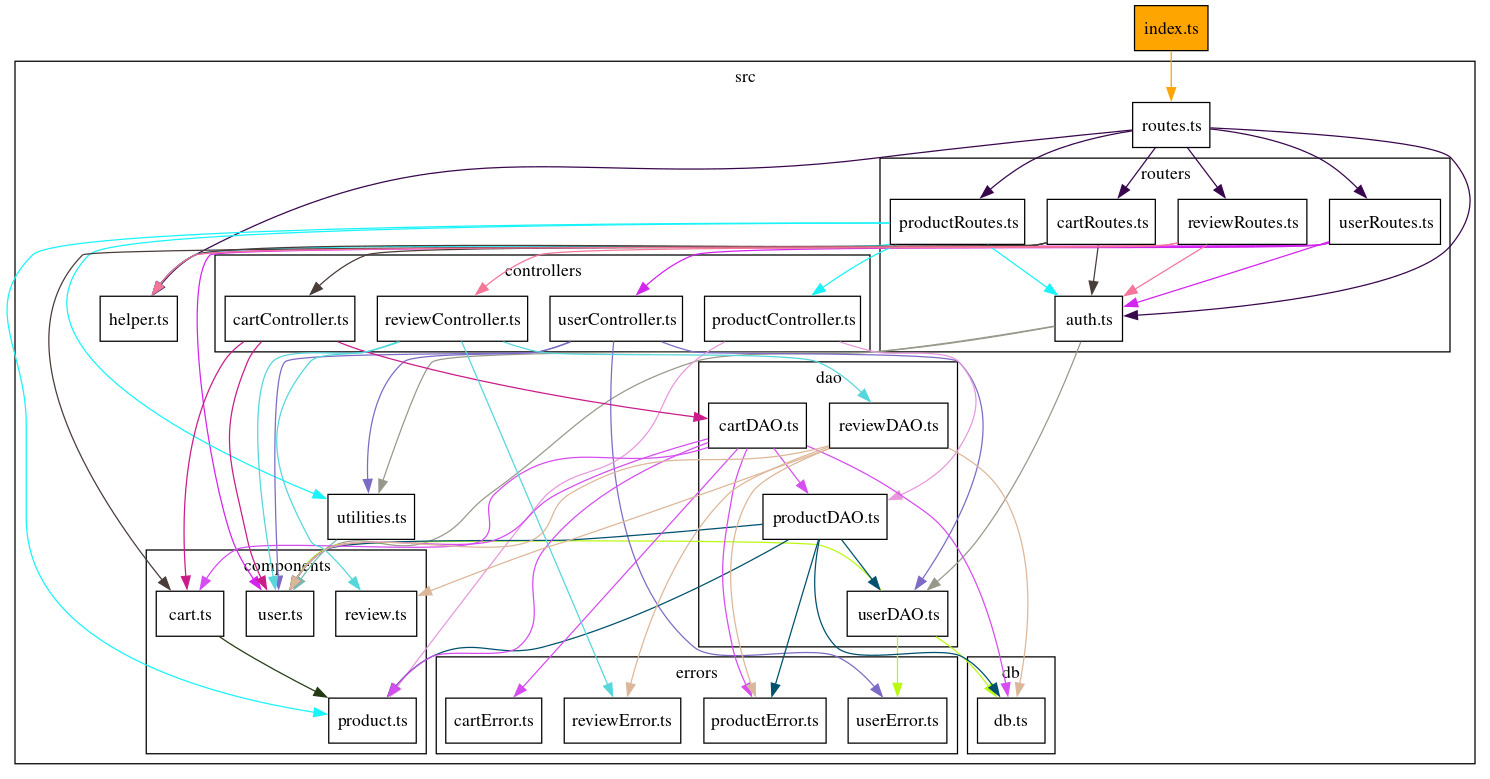 index.ts
src
routes.ts
routers
productRoutes.ts
cartRoutes.ts
reviewRoutes.ts
userRoutes.ts
controllers
helper.ts
cartController.ts
reviewController.ts
userController.ts
productController.ts
auth.ts
dao
cartDAO.ts
reviewDAO.ts
utilities.ts
productDAO.ts
components
cart.ts
user.ts
review.ts
userDAO.ts
errors
db
product.ts
cartError.ts
reviewError.ts
productError.ts
userError.ts
db.ts